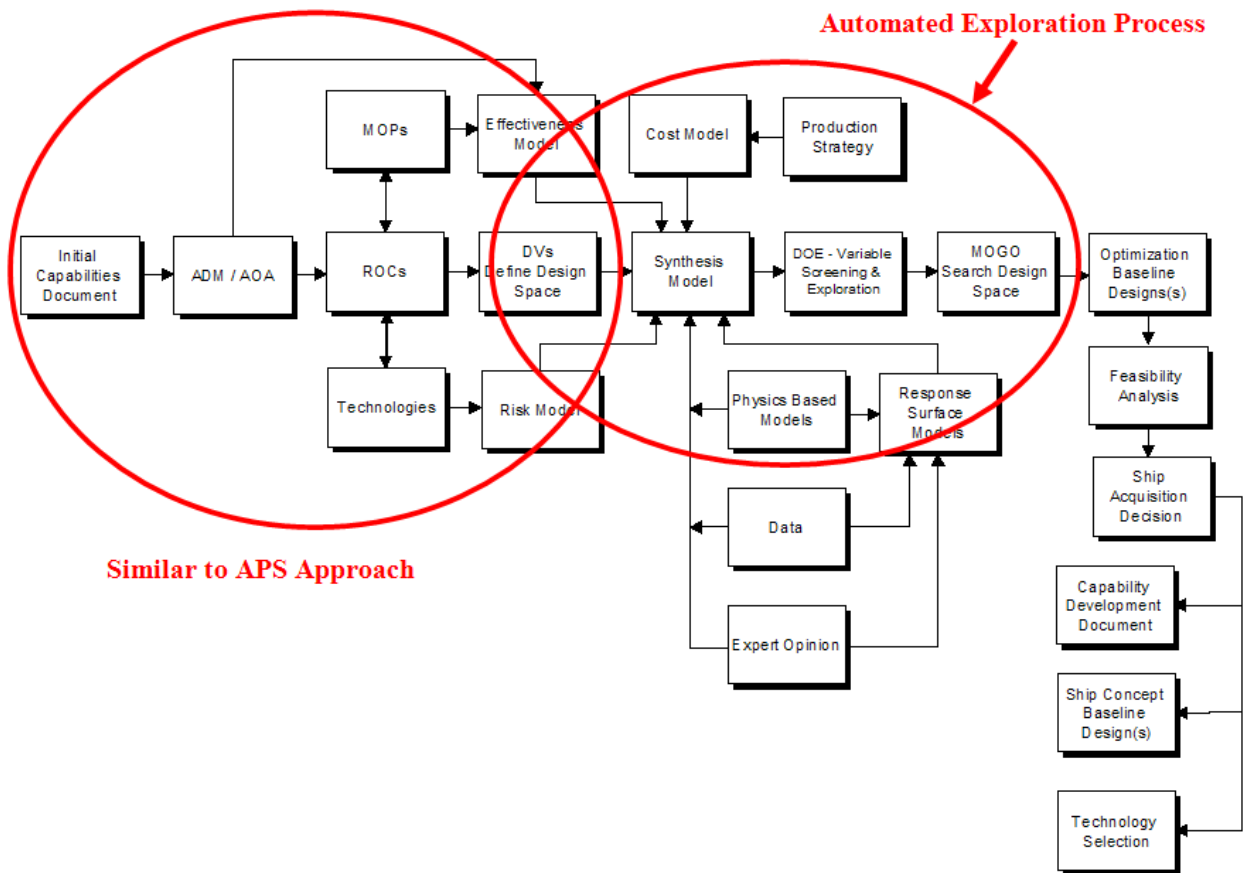 Automated Exploration Process
MOPs
Effectiveness
Model
Cost Model
Production
Strategy
Initial
Capabilities
Document
ADM / AOA
ROCs
DVs
Define Design
Space
Synthesis
Model
DOE - Variable
Screening &
Exploration
MOGO
Search Design
Space
Optimization
Baseline
Designs(s)
Technologies
Risk Model
Physics Based
Models
Response
Surface
Models
Feasibility
Analysis
Data
Ship
Acquisition
Decision
Similar to APS Approach
Expert Opinion
Capability
Development
Document
Ship Concept
Baseline
Design(s)
Technology
Selection